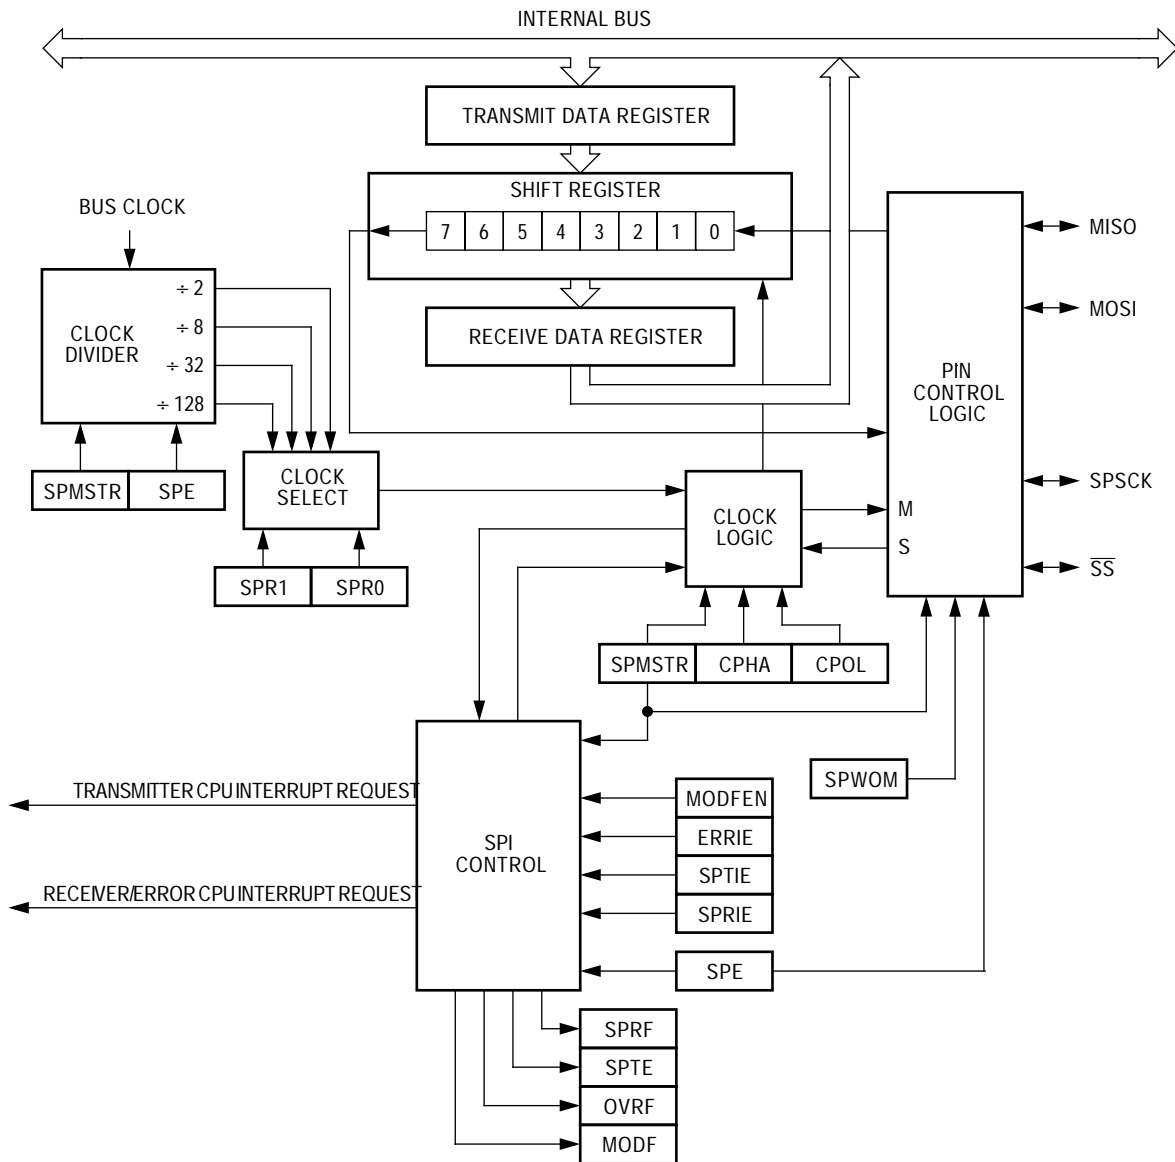 INTERNAL BUS
TRANSMIT DATA REGISTER
SHIFT REGISTER
7 6 5 4 3 2 1 0
BUS CLOCK
÷ 2
÷ 8
÷ 32
÷ 128
CLOCK
DIVIDER
RECEIVE DATA REGISTER
PIN
CONTROL
LOGIC
MISO
MOSI
SPSCK
SS
M
S
SPMSTR SPE
CLOCK
SELECT
SPR1 SPR0
CLOCK
LOGIC
SPMSTR CPHA CPOL
SPWOM
TRANSMITTER CPU INTERRUPT REQUEST
RECEIVER/ERROR CPU INTERRUPT REQUEST
SPI
CONTROL
MODFEN
ERRIE
SPTIE
SPRIE
SPE
SPRF
SPTE
OVRF
MODF